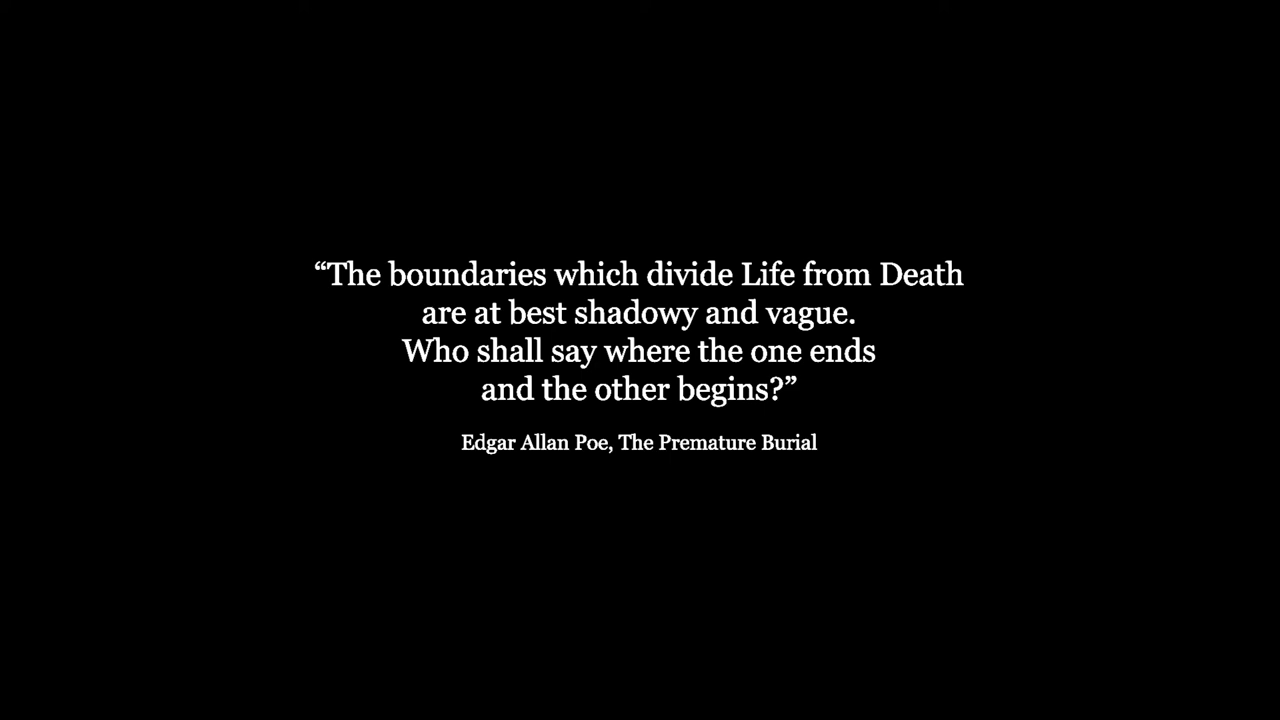 “The boundaries which divide Life from Death
are at best shadowy and vague.
Who shall say where the one ends
and the other begins?”
Edgar Allan Poe, The Premature Burial